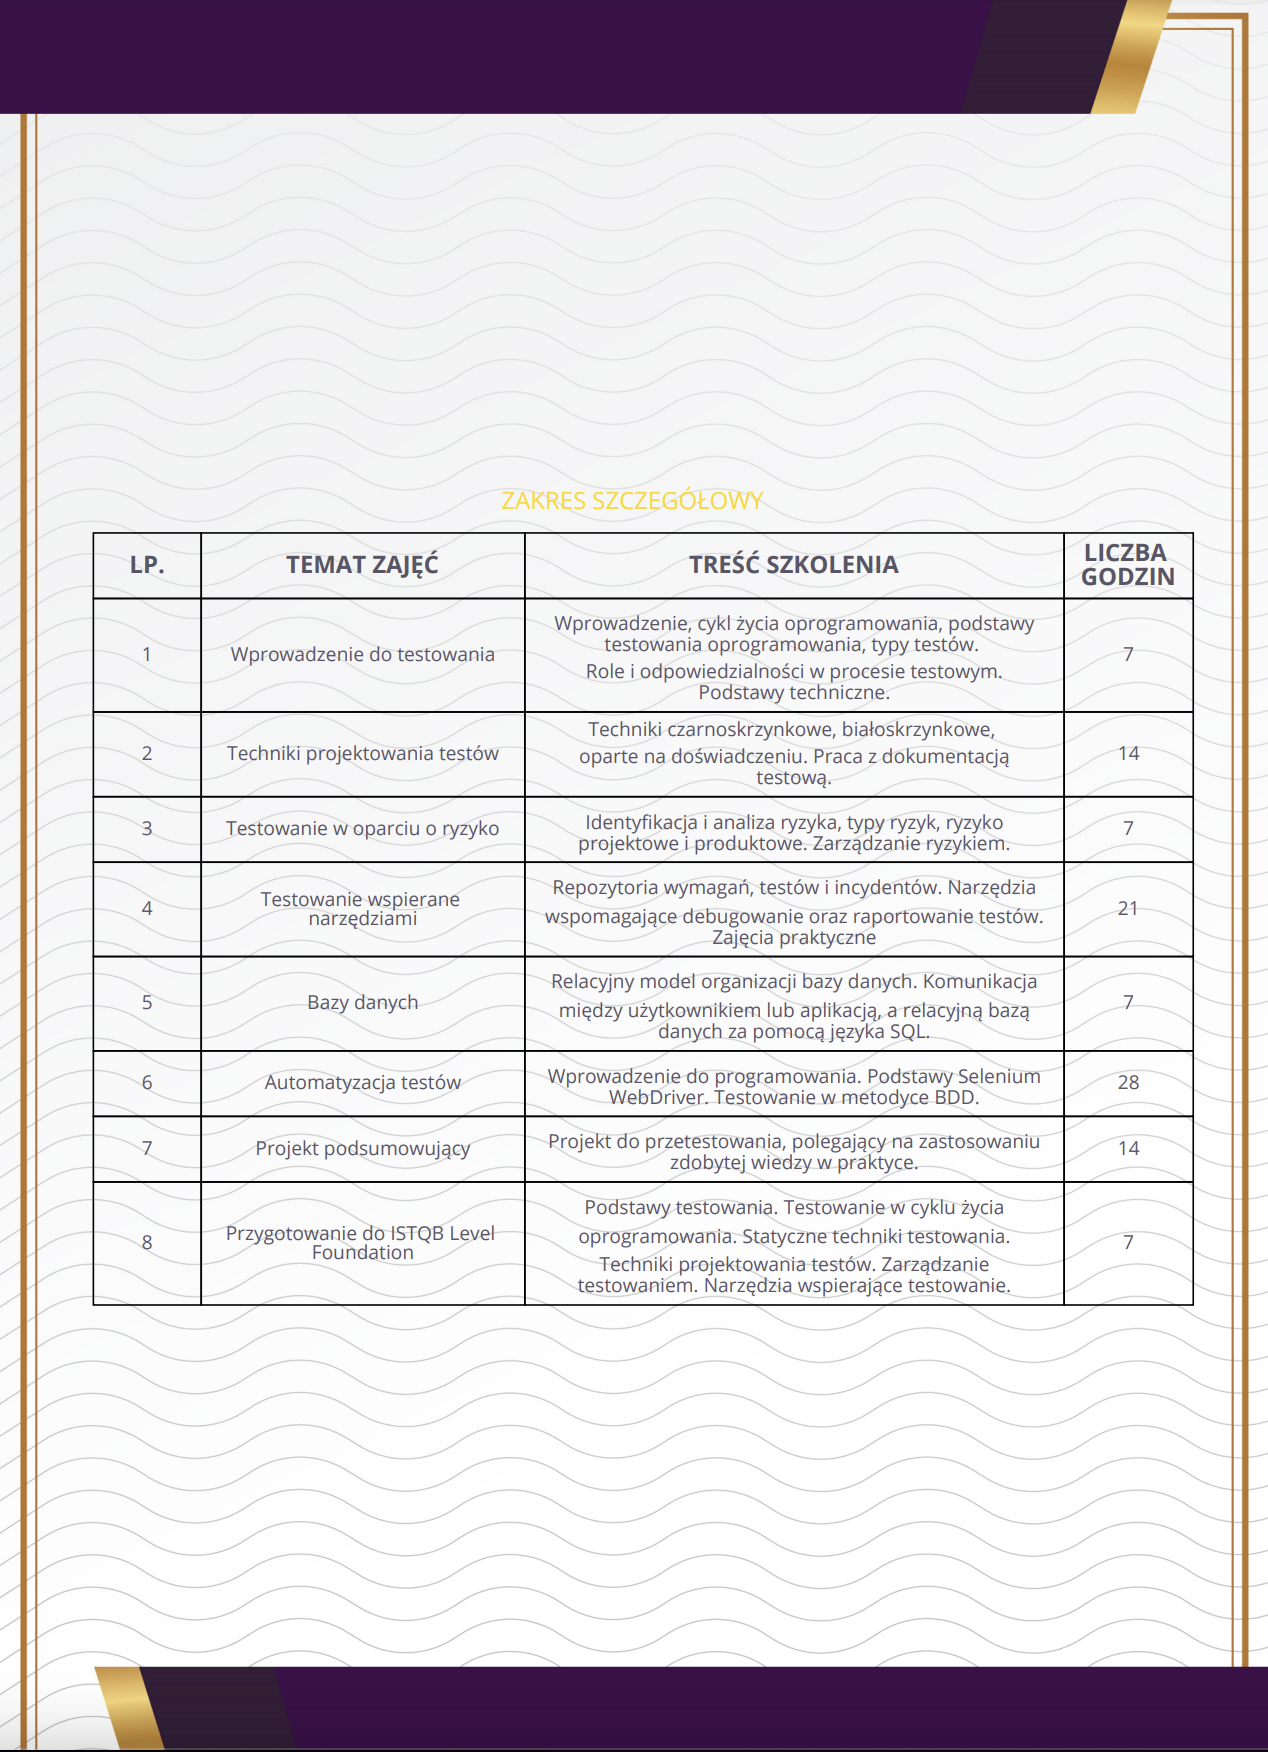 ZAKRES SZCZEGÓŁOWY
LP.
TEMAT ZAJĘĆ
TREŚĆ SZKOLENIA
LICZBA
GODZIN
1
Wprowadzenie do testowania
Wprowadzenie, cykl życia oprogramowania, podstawy
testowania oprogramowania, typy testów.
Role i odpowiedzialności w procesie testowym.
Podstawy techniczne.
7
2
Techniki projektowania testów
Techniki czarnoskrzynkowe, białoskrzynkowe,
oparte na doświadczeniu. Praca z dokumentacją
testową.
14
3
Testowanie w oparciu o ryzyko
Identyfikacja i analiza ryzyka, typy ryzyk, ryzyko
projektowe i produktowe. Zarządzanie ryzykiem.
7
4
Testowanie wspierane
narzędziami
Repozytoria wymagań, testów i incydentów. Narzędzia
wspomagające debugowanie oraz raportowanie testów.
Zajęcia praktyczne
21
5
Bazy danych
Relacyjny model organizacji bazy danych. Komunikacja
między użytkownikiem lub aplikacją, a relacyjną bazą
danych za pomocą języka SQL.
7
6
Automatyzacja testów
Wprowadzenie do programowania. Podstawy Selenium
WebDriver. Testowanie w metodyce BDD.
28
7
Projekt podsumowujący
Projekt do przetestowania, polegający na zastosowaniu
zdobytej wiedzy w praktyce.
14
8
Przygotowanie do ISTQB Level
Foundation
Podstawy testowania. Testowanie w cyklu życia
oprogramowania. Statyczne techniki testowania.
Techniki projektowania testów. Zarządzanie
testowaniem. Narzędzia wspierające testowanie.
7